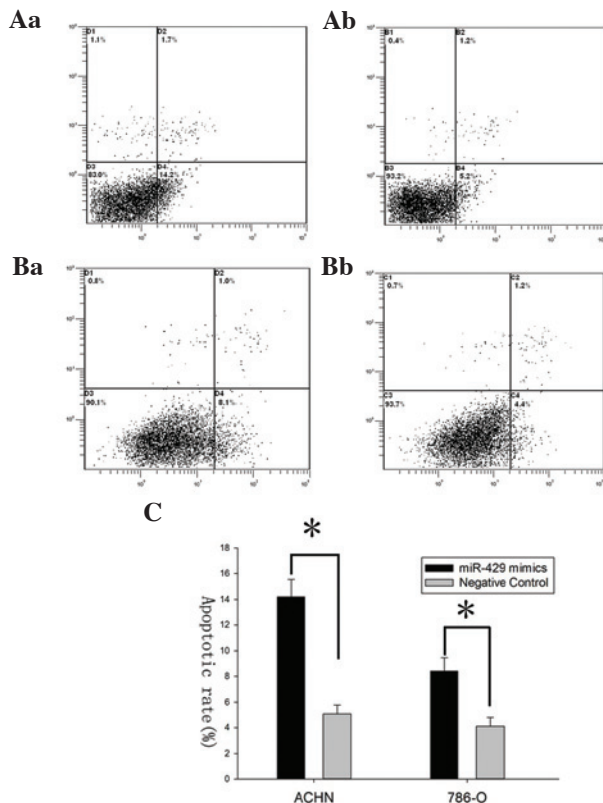 Aa
Ab
D1
1.1%
D2
1.7%
D3
83.0%
D4
14.2%
B1
0.4%
B2
1.2%
B3
93.2%
B4
5.2%
Ba
Bb
D1
0.8%
D2
1.0%
D3
90.1%
D4
8.1%
C1
0.7%
C2
1.2%
C3
93.7%
C4
4.4%
C
*
*
miR-429 mimics
Negative Control
Apoptotic rate(%)
18
16
14
12
10
8
6
4
2
0
ACHN
786-O